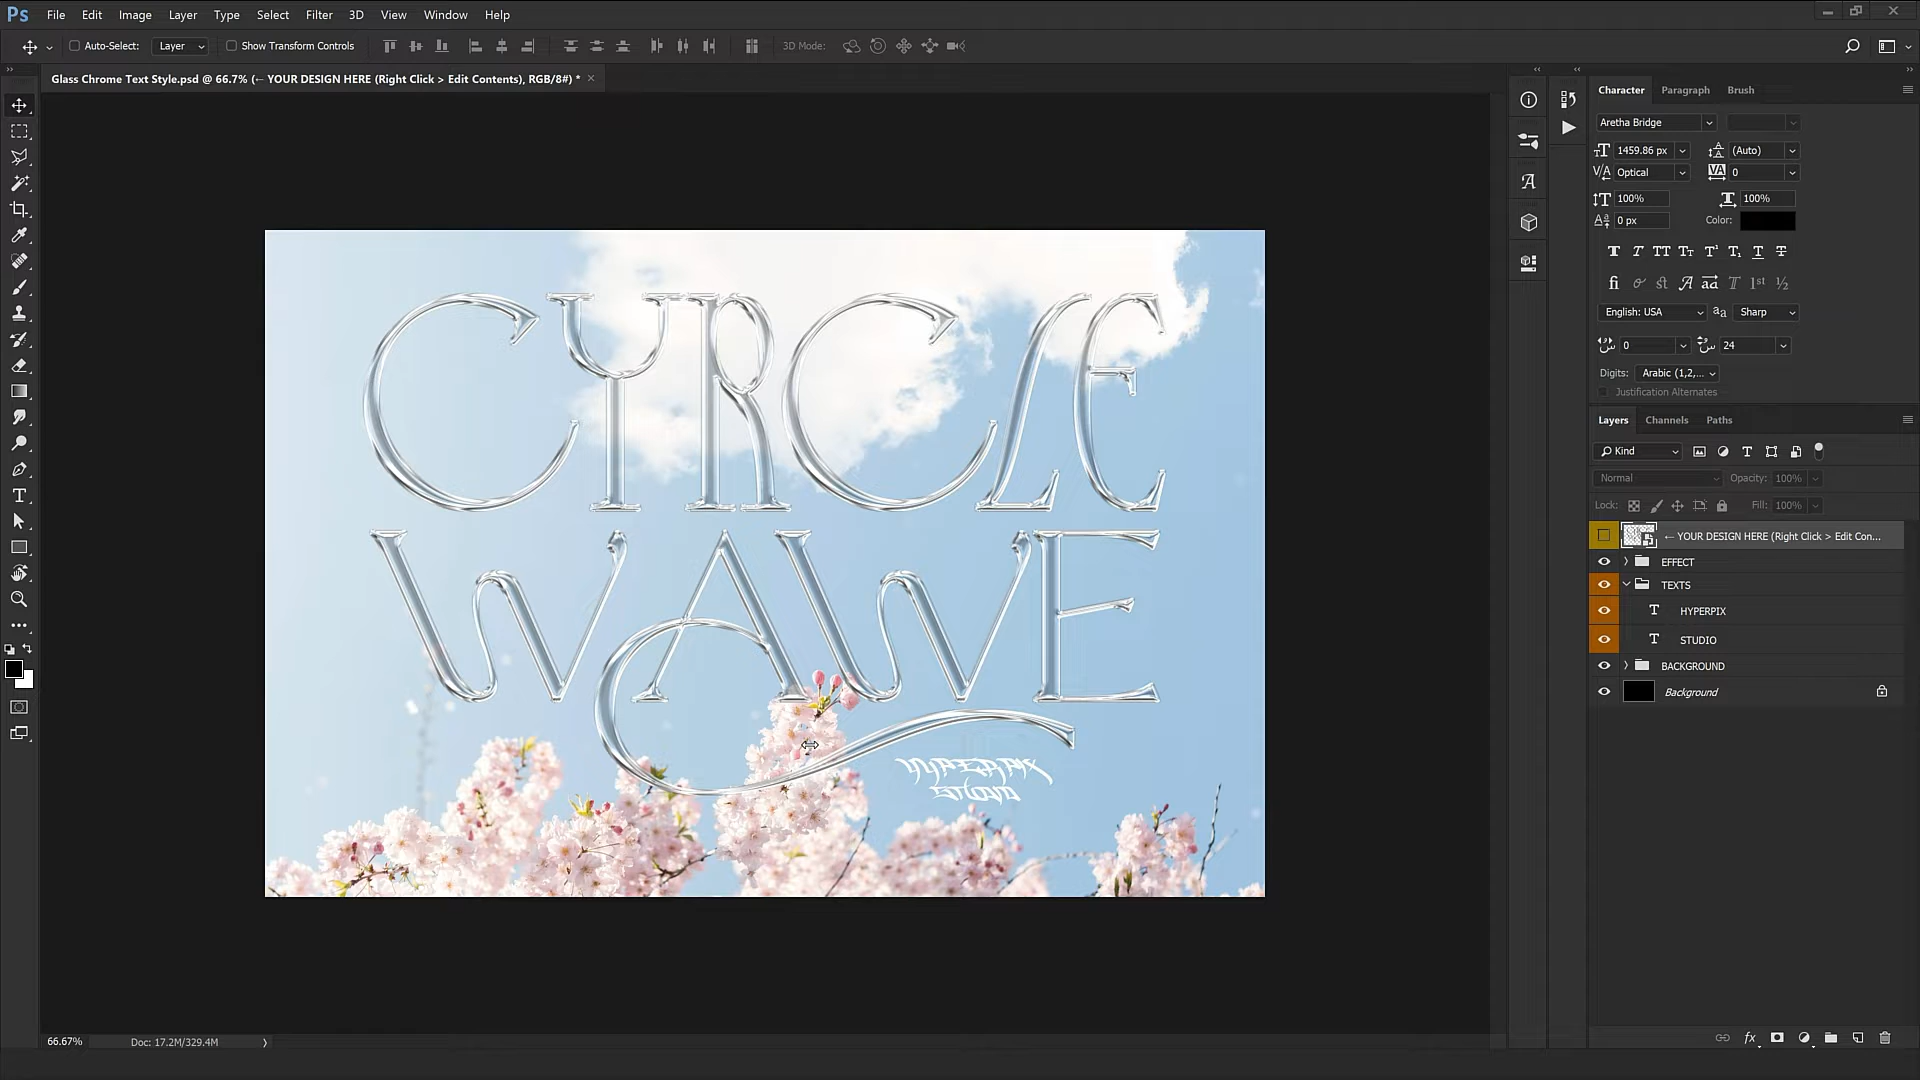 Ps File Edit Image Layer Type Select Filter 3D View Window Help
Auto-Select: Layer Show Transform Controls 3D Mode:
Glass Chrome Text Style.psd @ 66.7% (← YOUR DESIGN HERE (Right Click > Edit Contents), RGB/8#) *
Character Paragraph Brush
Aretha Bridge
1459.86 px (Auto)
Optical 0
100% 100%
0 px Color:
English: USA Sharp
0 24
Digits: Arabic (1,2,...
Justification Alternates
Layers Channels Paths
Kind
Normal Opacity: 100%
Lock: Fill: 100%
← YOUR DESIGN HERE (Right Click > Edit Con...
EFFECT
TEXTS
HYPERPIX
STUDIO
BACKGROUND
Background
CYRCLE
WAVVE
HYPERPIX
STUDIO
66.67% Doc: 17.2M/329.4M